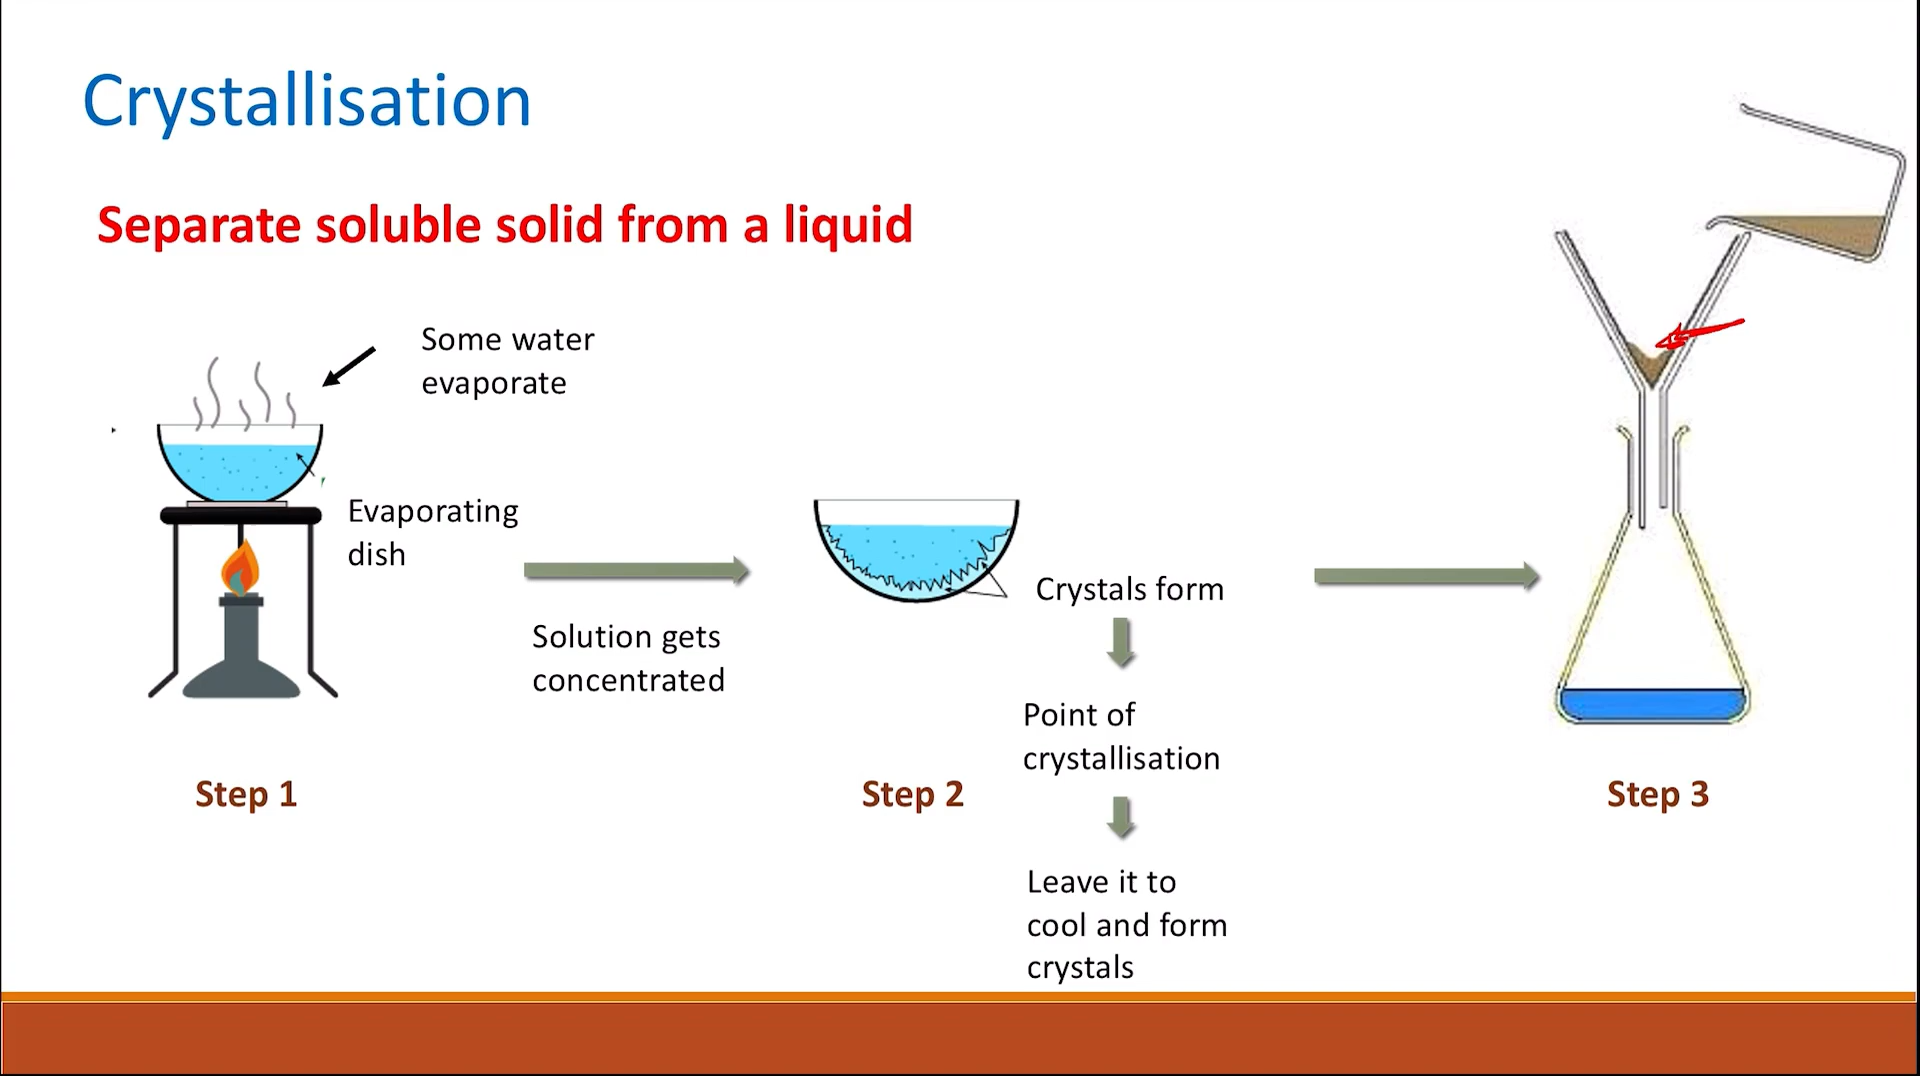 Crystallisation
Separate soluble solid from a liquid
Some water
evaporate
Evaporating
dish
Solution gets
concentrated
Crystals form
Point of
crystallisation
Leave it to
cool and form
crystals
Step 1
Step 2
Step 3